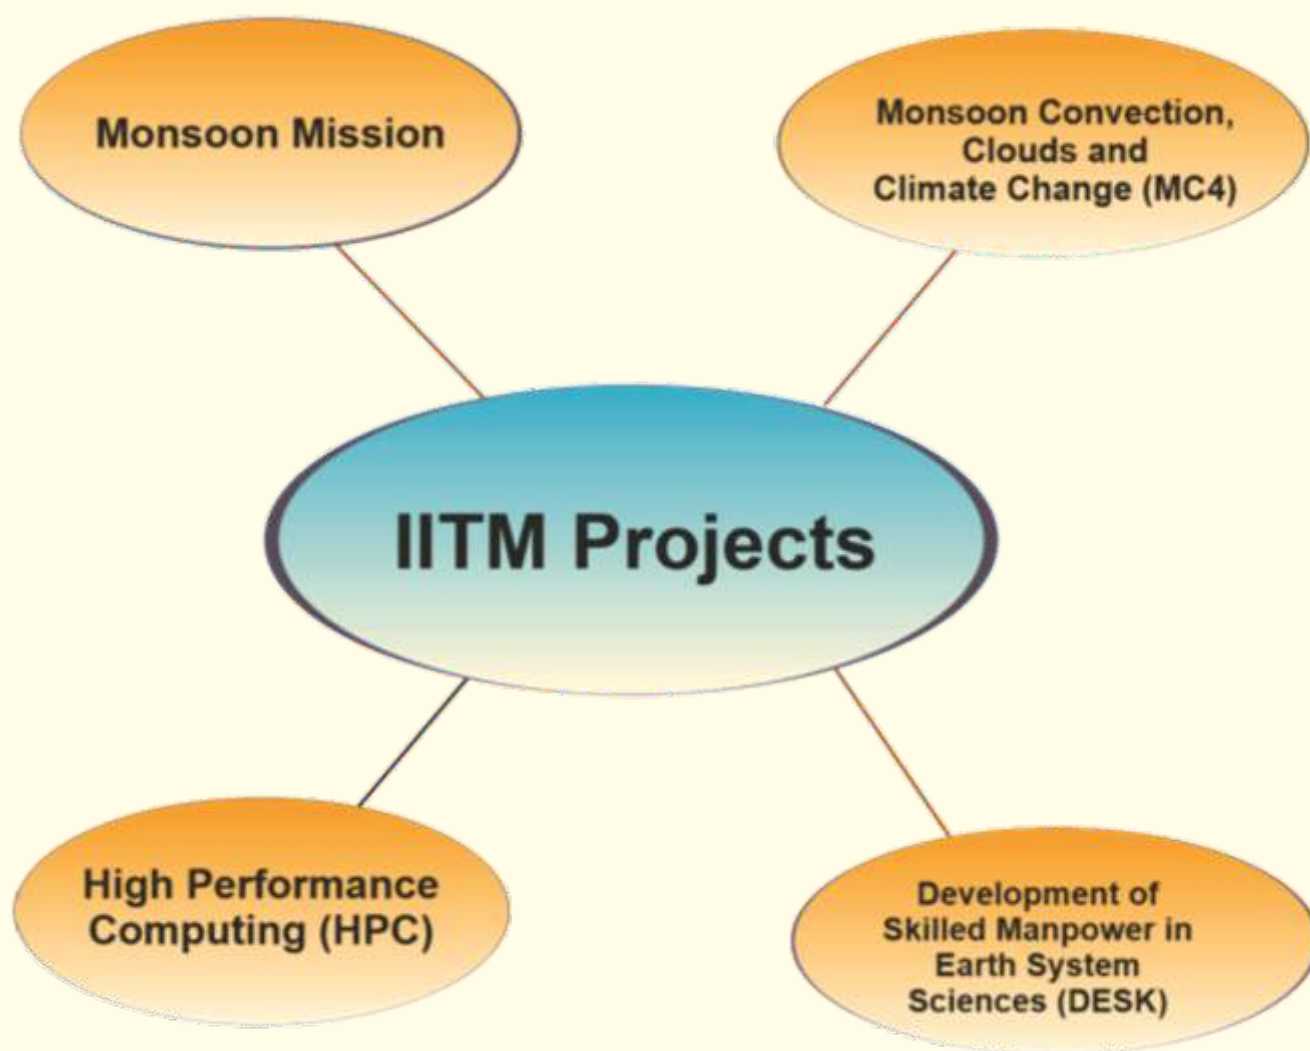 Monsoon Mission
Monsoon Convection,
Clouds and
Climate Change (MC4)
IITM Projects
High Performance
Computing (HPC)
Development of
Skilled Manpower in
Earth System
Sciences (DESK)